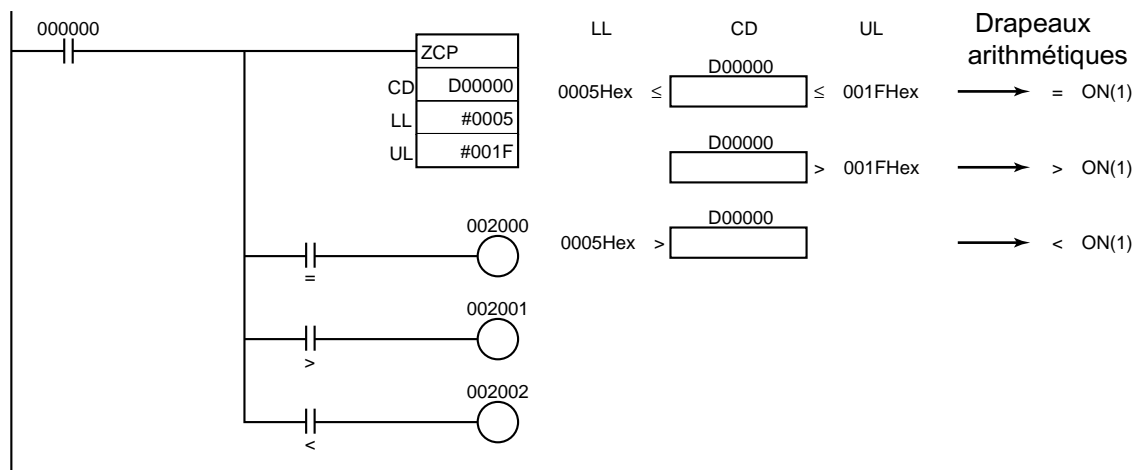 000000
ZCP
CD D00000
LL #0005
UL #001F
002000
=
002001
>
002002
<
LL CD UL Drapeaux
arithmétiques
D00000
0005Hex ≤ ≤ 001FHex = ON(1)
D00000
> 001FHex > ON(1)
D00000
0005Hex > < ON(1)